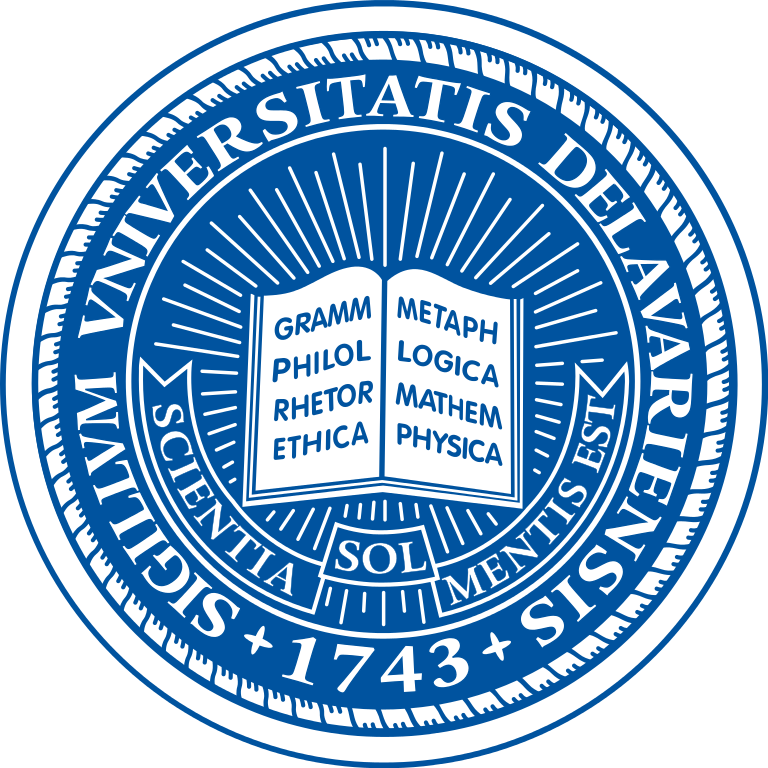 SIGILLVM VNIVERSITATIS DELAVARIENSIS
1743
GRAMM
PHILOL
RHETOR
ETHICA
METAPH
LOGICA
MATHEM
PHYSICA
SCIENTIA
SOL
MENTIS EST